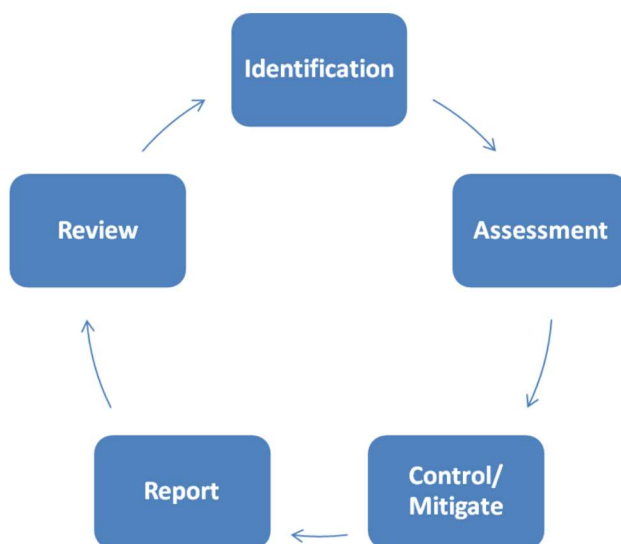 Identification
Assessment
Control/
Mitigate
Report
Review